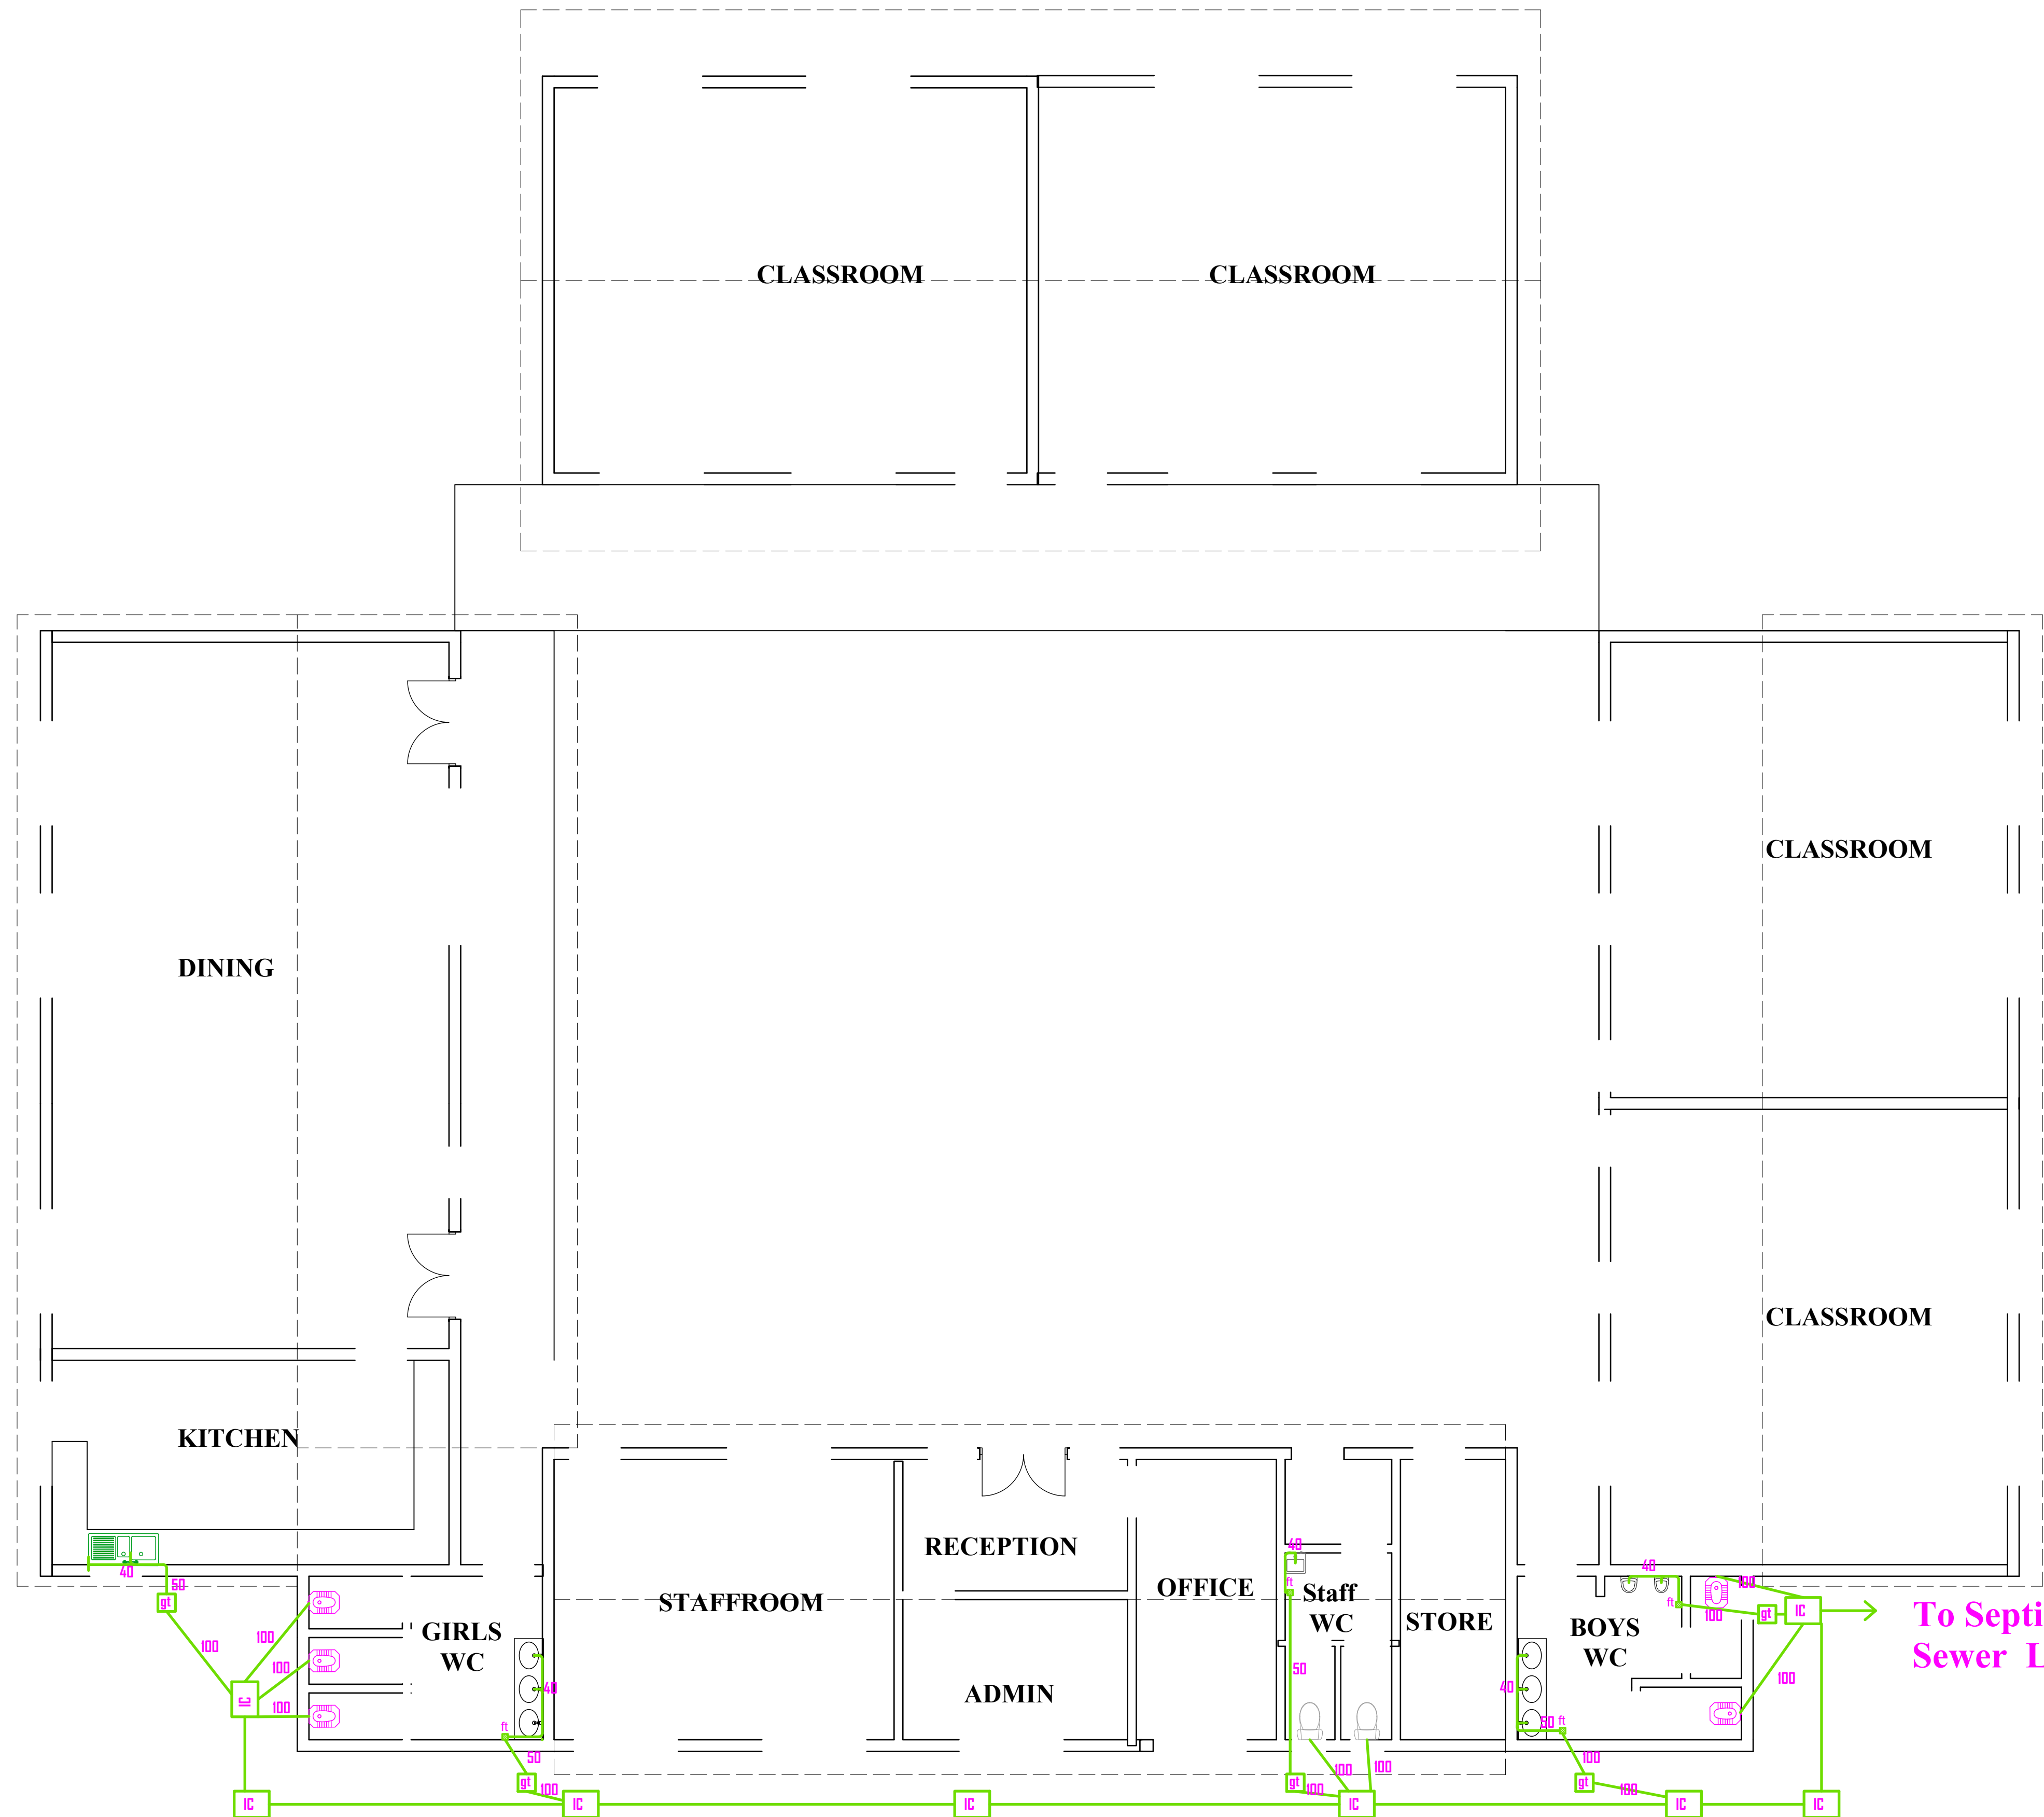 CLASSROOM CLASSROOM
CLASSROOM
DINING
CLASSROOM
KITCHEN
RECEPTION
40
40
40
OFFICE
40
50
ft
100
gt
STAFFROOM
Staff
WC
ft
gt
IC
100
To Septi
Sewer L
GIRLS
WC
STORE
BOYS
WC
100
100
100
100
50
IC
40
ADMIN
40
100
100
ft
50 ft
50
100
100
100
gt
100
gt
100
gt
100
IC
IC
IC
IC
IC
IC